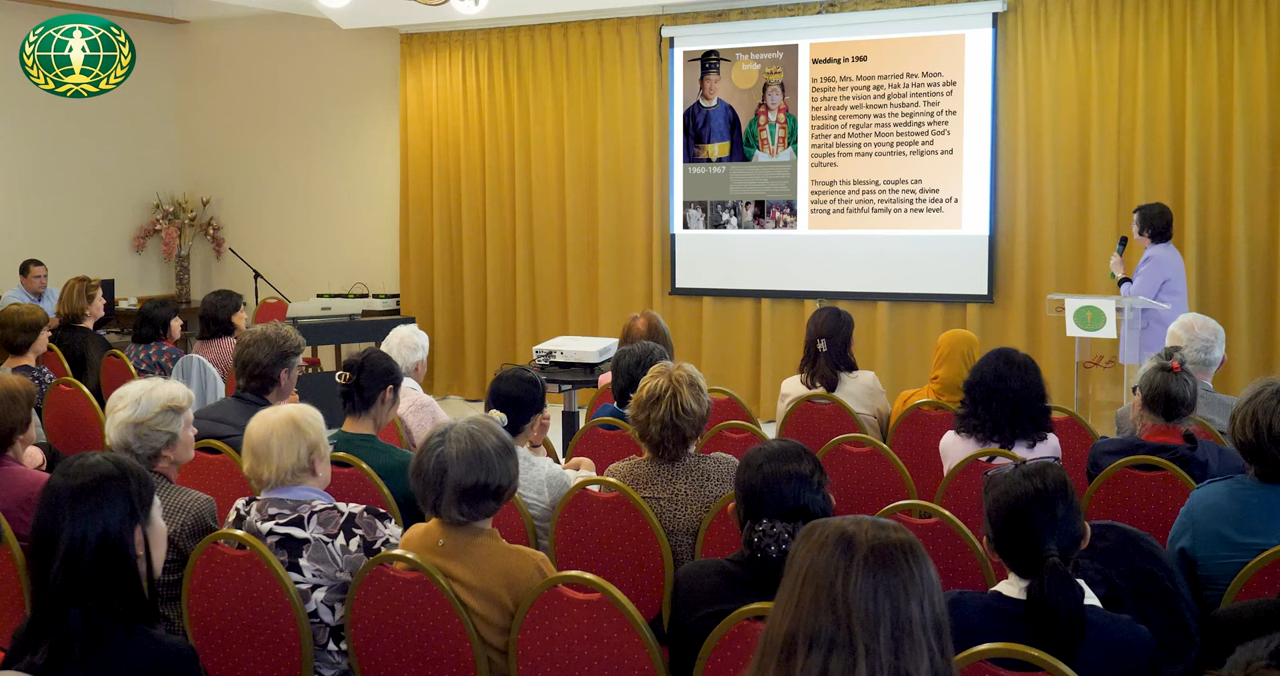 The heavenly
bride
1960-1967
Wedding in 1960
In 1960, Mrs. Moon married Rev. Moon.
Despite her young age, Hak Ja Han was able
to share the vision and global intentions of
her already well-known husband. Their
blessing ceremony was the beginning of the
tradition of regular mass weddings where
Father and Mother Moon bestowed God's
marital blessing on young people and
couples from many countries, religions and
cultures.
Through this blessing, couples can
experience and pass on the new, divine
value of their union, revitalising the idea of a
strong and faithful family on a new level.